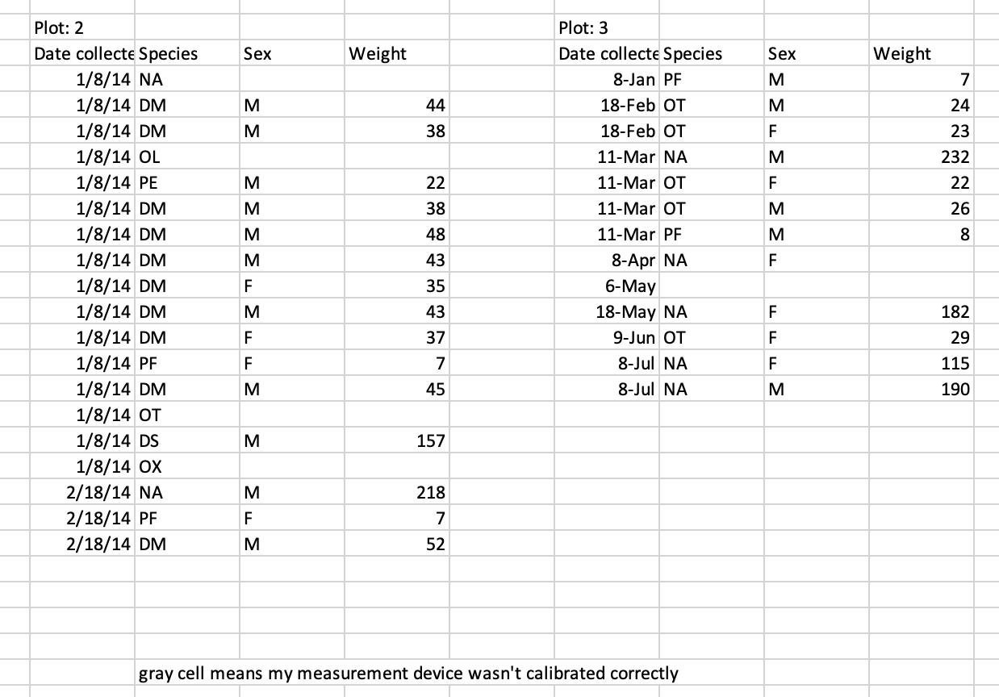 Plot: 2 Plot: 3
Date collecte Species Sex Weight Date collecte Species Sex Weight
1/8/14 NA 8-Jan PF M 7
1/8/14 DM M 44 18-Feb OT M 24
1/8/14 DM M 38 18-Feb OT F 23
1/8/14 OL 11-Mar NA M 232
1/8/14 PE M 22 11-Mar OT F 22
1/8/14 DM M 38 11-Mar OT M 26
1/8/14 DM M 48 11-Mar PF M 8
1/8/14 DM M 43 8-Apr NA F
1/8/14 DM F 35 6-May
1/8/14 DM M 43 18-May NA F 182
1/8/14 DM F 37 9-Jun OT F 29
1/8/14 PF F 7 8-Jul NA F 115
1/8/14 DM M 45 8-Jul NA M 190
1/8/14 OT
1/8/14 DS M 157
1/8/14 OX
2/18/14 NA M 218
2/18/14 PF F 7
2/18/14 DM M 52
gray cell means my measurement device wasn't calibrated correctly